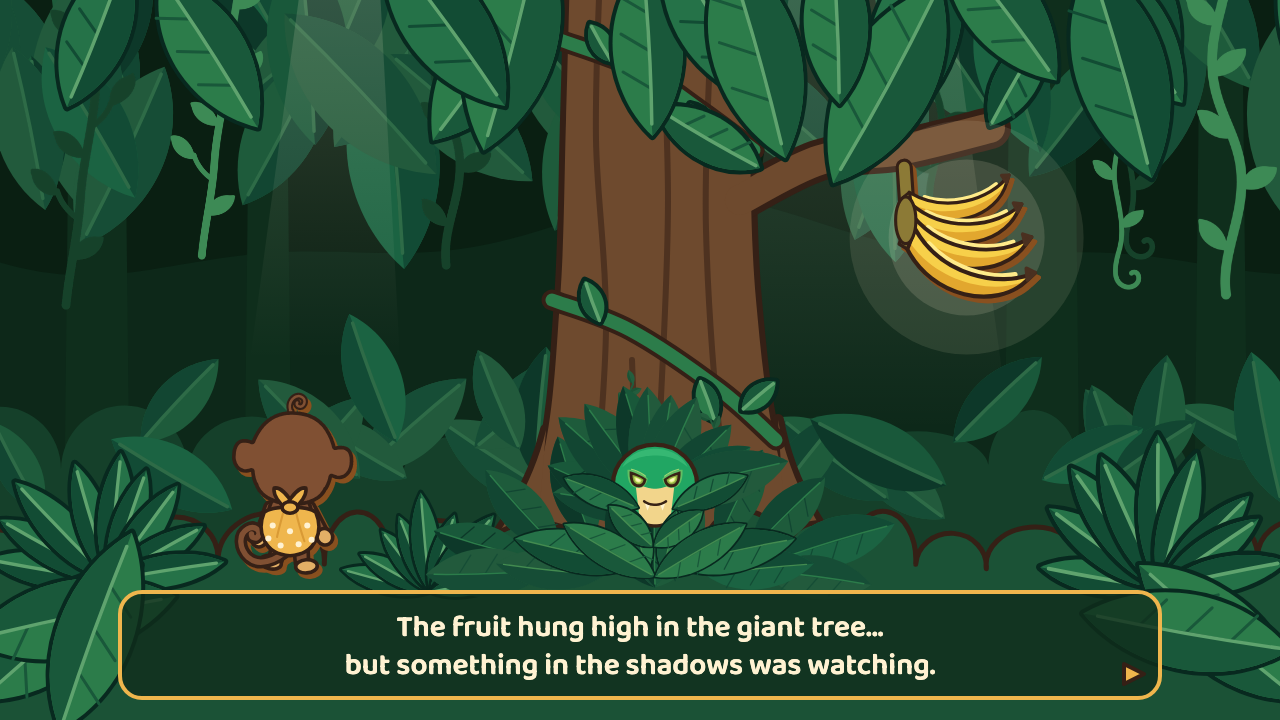 The fruit hung high in the giant tree...
but something in the shadows was watching.